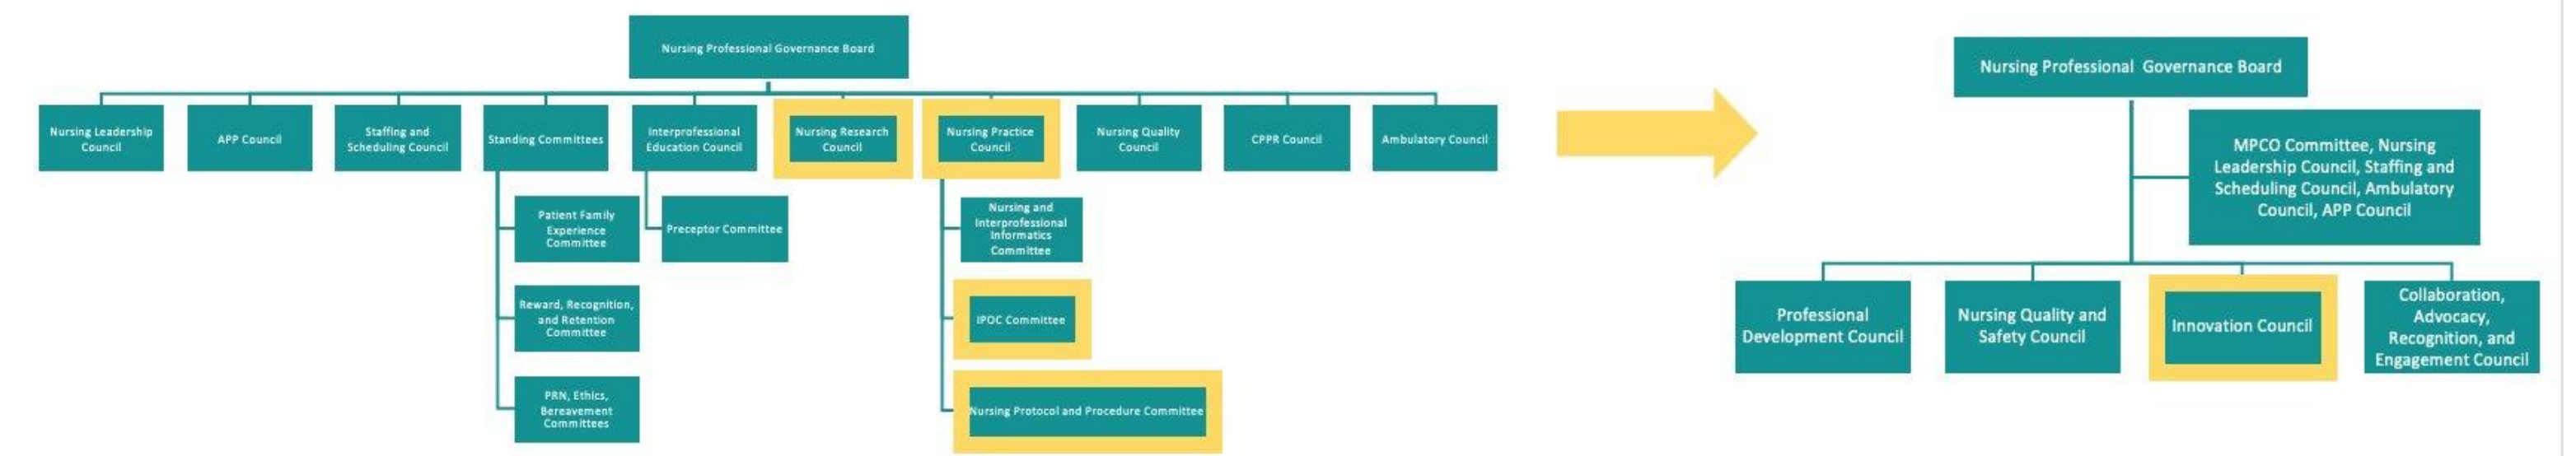 Nursing Professional Governance Board
Nursing Leadership
Council
APP Council
Staffing and
Scheduling Council
Standing Committees
Interprofessional
Education Council
Nursing Research
Council
Nursing Practice
Council
Nursing Quality
Council
CPPR Council
Ambulatory Council
Patient Family
Experience
Committee
Reward, Recognition,
and Retention
Committee
PRN, Ethics,
Bereavement
Committees
Preceptor Committee
Nursing and
Interprofessional
Informatics
Committee
IPOC Committee
Nursing Protocol and Procedure Committee
Nursing Professional Governance Board
MPCO Committee, Nursing
Leadership Council, Staffing and
Scheduling Council, Ambulatory
Council, APP Council
Professional
Development Council
Nursing Quality and
Safety Council
Innovation Council
Collaboration,
Advocacy,
Recognition, and
Engagement Council